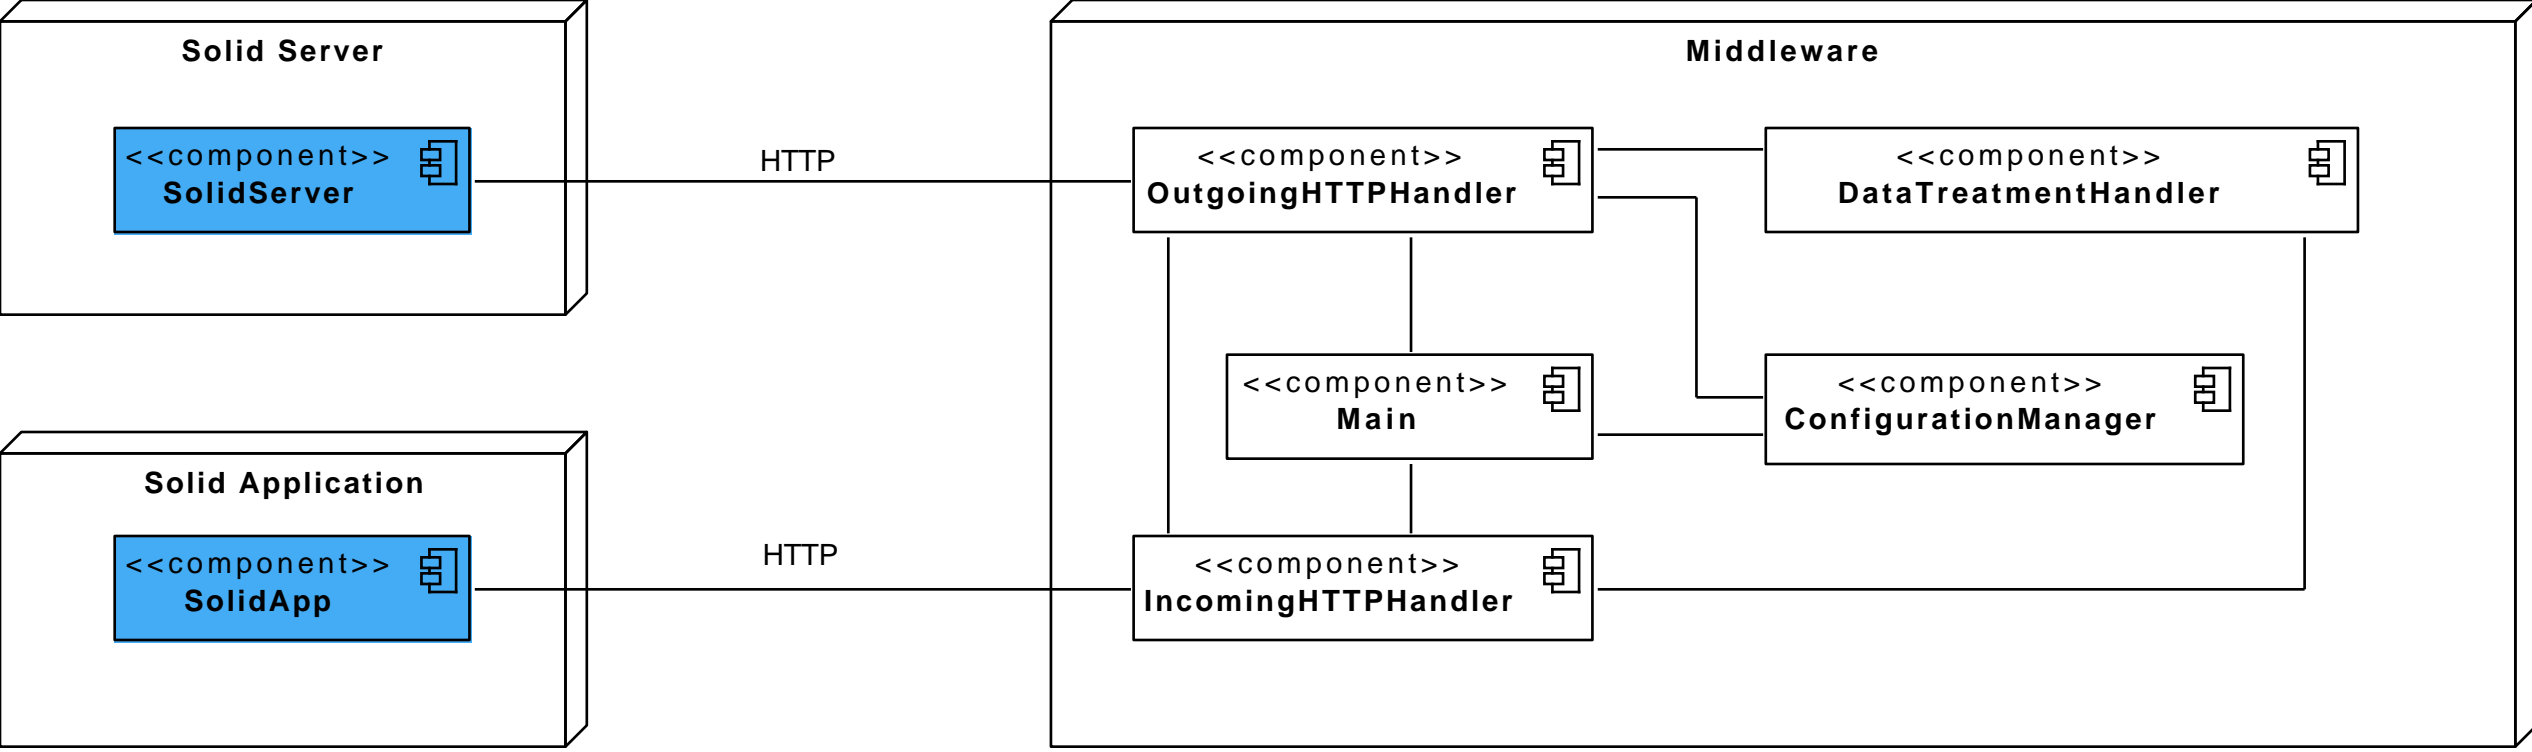 Solid Server
<<component>>
SolidServer
HTTP
Middleware
<<component>>
OutgoingHTTPHandler
<<component>>
DataTreatmentHandler
<<component>>
Main
<<component>>
ConfigurationManager
Solid Application
<<component>>
SolidApp
HTTP
<<component>>
IncomingHTTPHandler